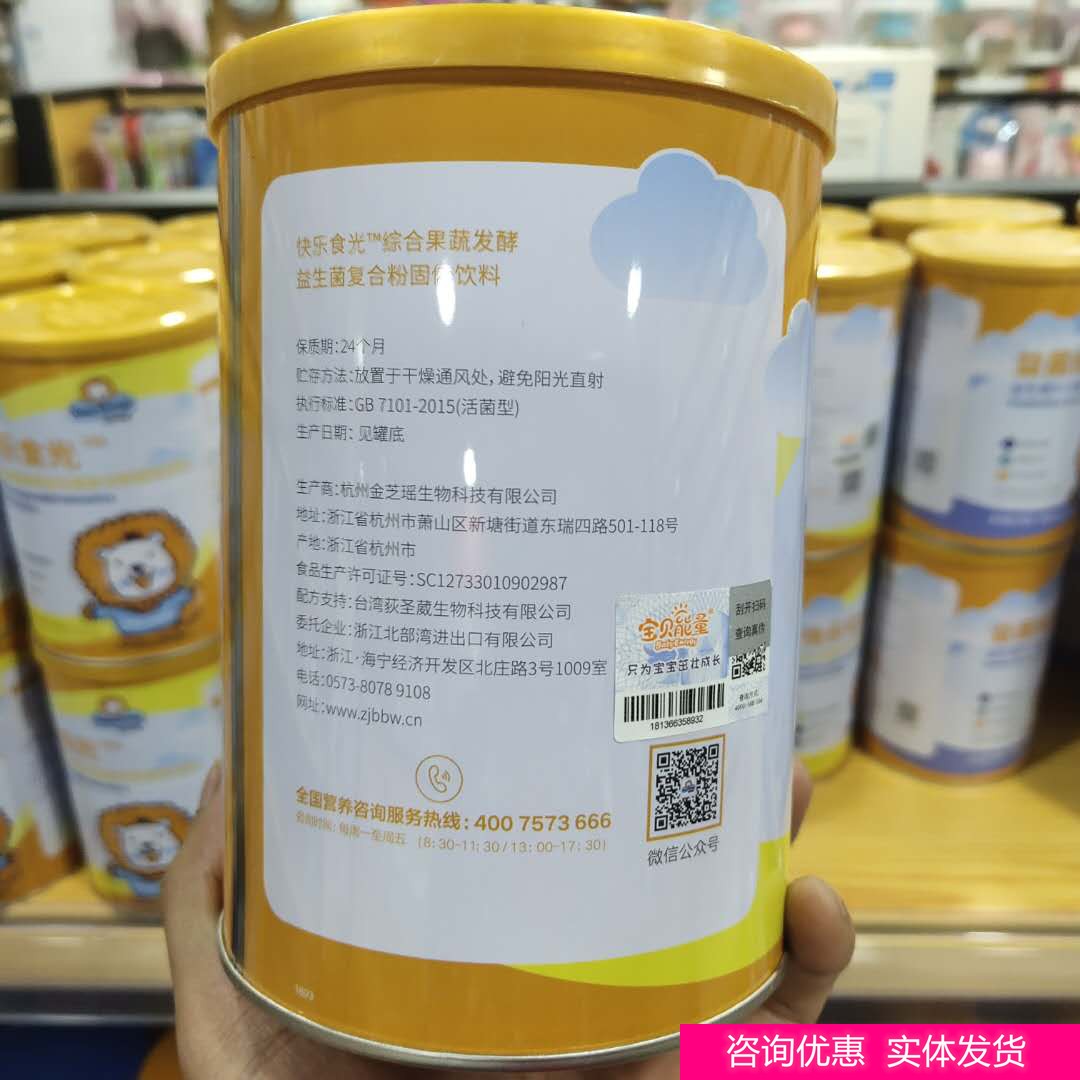 快乐食光™综合果蔬发酵
益生菌复合粉固体饮料
保质期:24个月
贮存方法:放置于干燥通风处,避免阳光直射
执行标准:GB 7101-2015(活菌型)
生产日期: 见罐底
生产商:杭州金芝瑶生物科技有限公司
地址:浙江省杭州市萧山区新塘街道东瑞四路501-118号
产地:浙江省杭州市
食品生产许可证号:SC12733010902987
配方支持:台湾荻圣葳生物科技有限公司
委托企业:浙江北部湾进出口有限公司
地址:浙江·海宁经济开发区北庄路3号1009室
电话:0573-8078 9108
网址:www.zjbbw.cn
全国营养咨询服务热线:400 7573 666
咨询时间: 每周一至周五 (8:30-11:30/13:00-17:30)
宝贝能量®
BabyEnergy
只为宝宝茁壮成长
181366358932
刮开扫码
查询真伪
查询方式
微信公众号
乐食光™
咨询优惠 实体发货